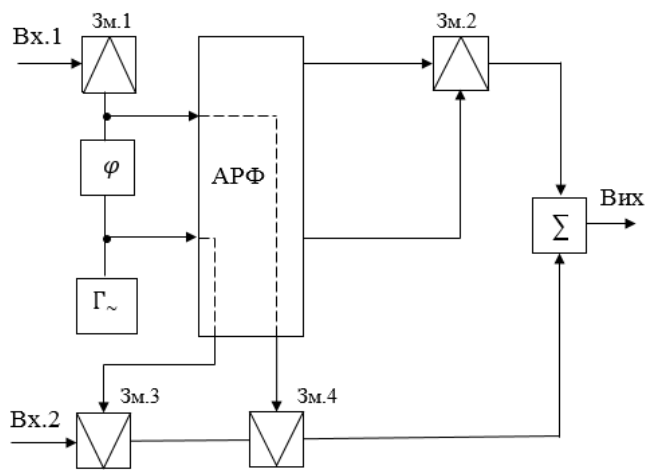 Зм.1
Вх.1
Зм.2
φ
АРФ
Вих
∑
Г~
Зм.3
Зм.4
Вх.2